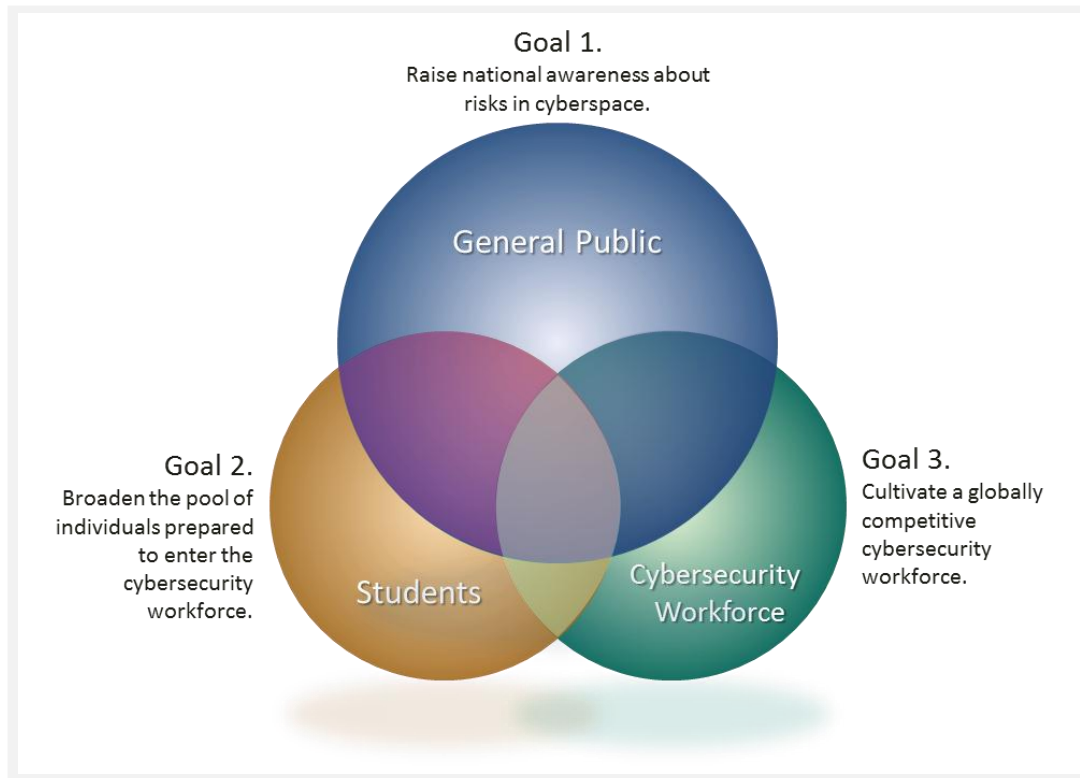 Goal 1.
Raise national awareness about
risks in cyberspace.
General Public
Goal 2.
Broaden the pool of
individuals prepared
to enter the
cybersecurity
workforce.
Students
Cybersecurity
Workforce
Goal 3.
Cultivate a globally
competitive
cybersecurity
workforce.